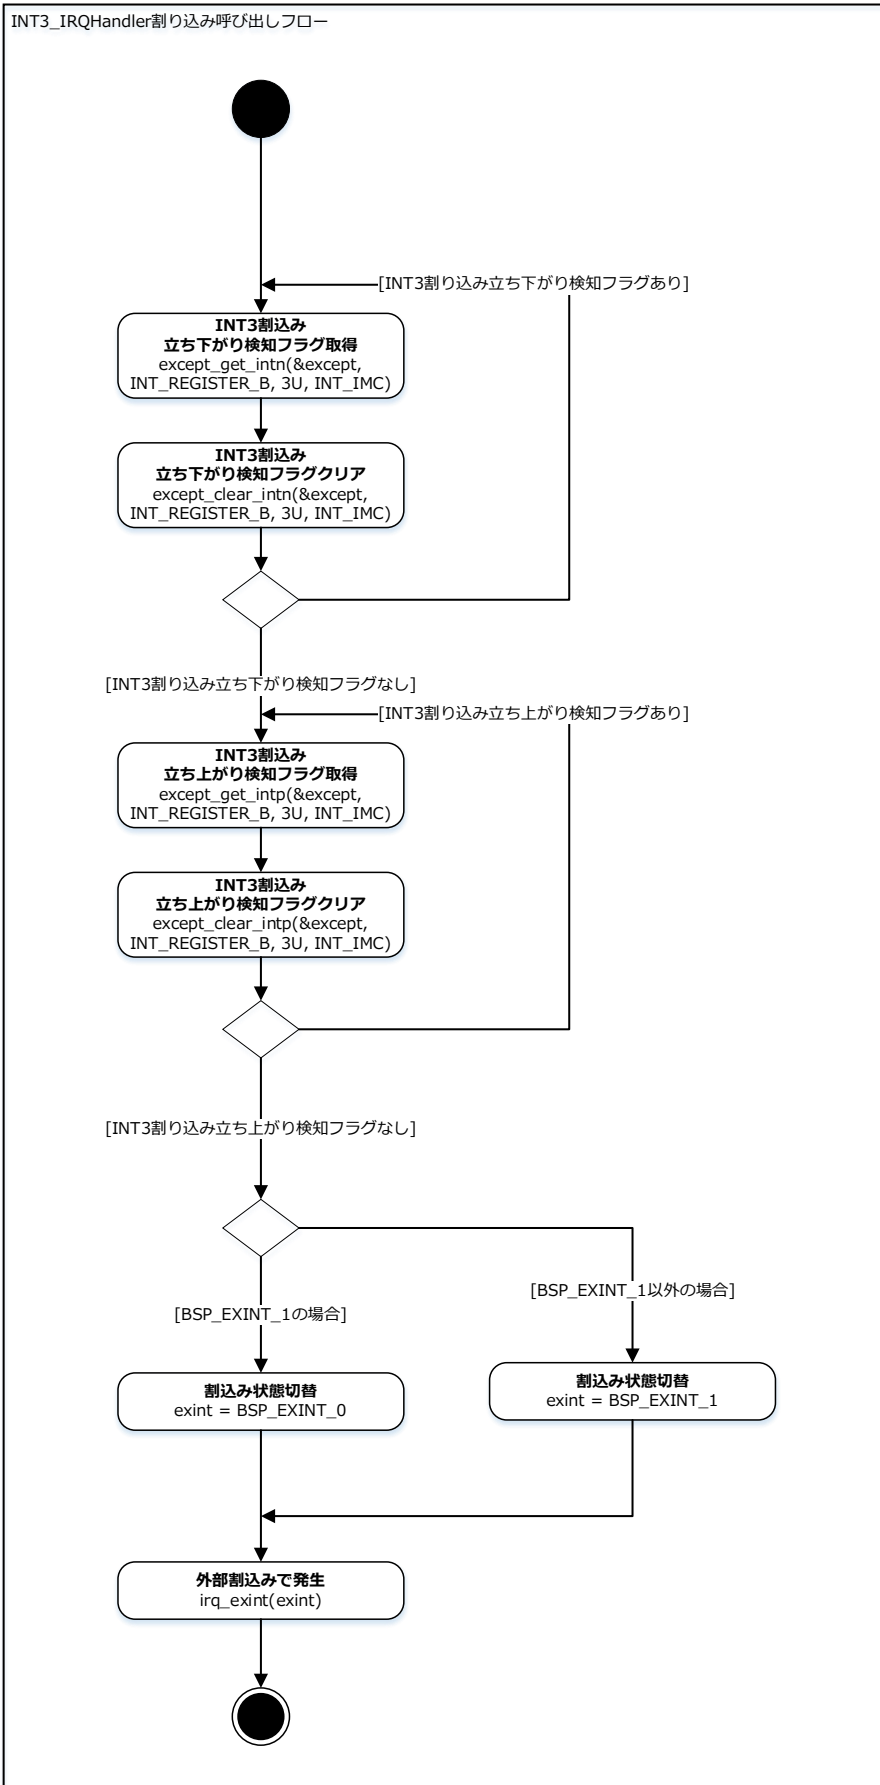 INT3_IRQHandler割り込み呼び出しフロー
[INT3割り込み立ち下がり検知フラグあり]
INT3割込み
立ち下がり検知フラグ取得
except_get_intn(&except,
INT_REGISTER_B, 3U, INT_IMC)
INT3割込み
立ち下がり検知フラグクリア
except_clear_intn(&except,
INT_REGISTER_B, 3U, INT_IMC)
[INT3割り込み立ち下がり検知フラグなし]
[INT3割り込み立ち上がり検知フラグあり]
INT3割込み
立ち上がり検知フラグ取得
except_get_intp(&except,
INT_REGISTER_B, 3U, INT_IMC)
INT3割込み
立ち上がり検知フラグクリア
except_clear_intp(&except,
INT_REGISTER_B, 3U, INT_IMC)
[INT3割り込み立ち上がり検知フラグなし]
[BSP_EXINT_1以外の場合]
[BSP_EXINT_1の場合]
割込み状態切替
exint = BSP_EXINT_0
割込み状態切替
exint = BSP_EXINT_1
外部割込みで発生
irq_exint(exint)